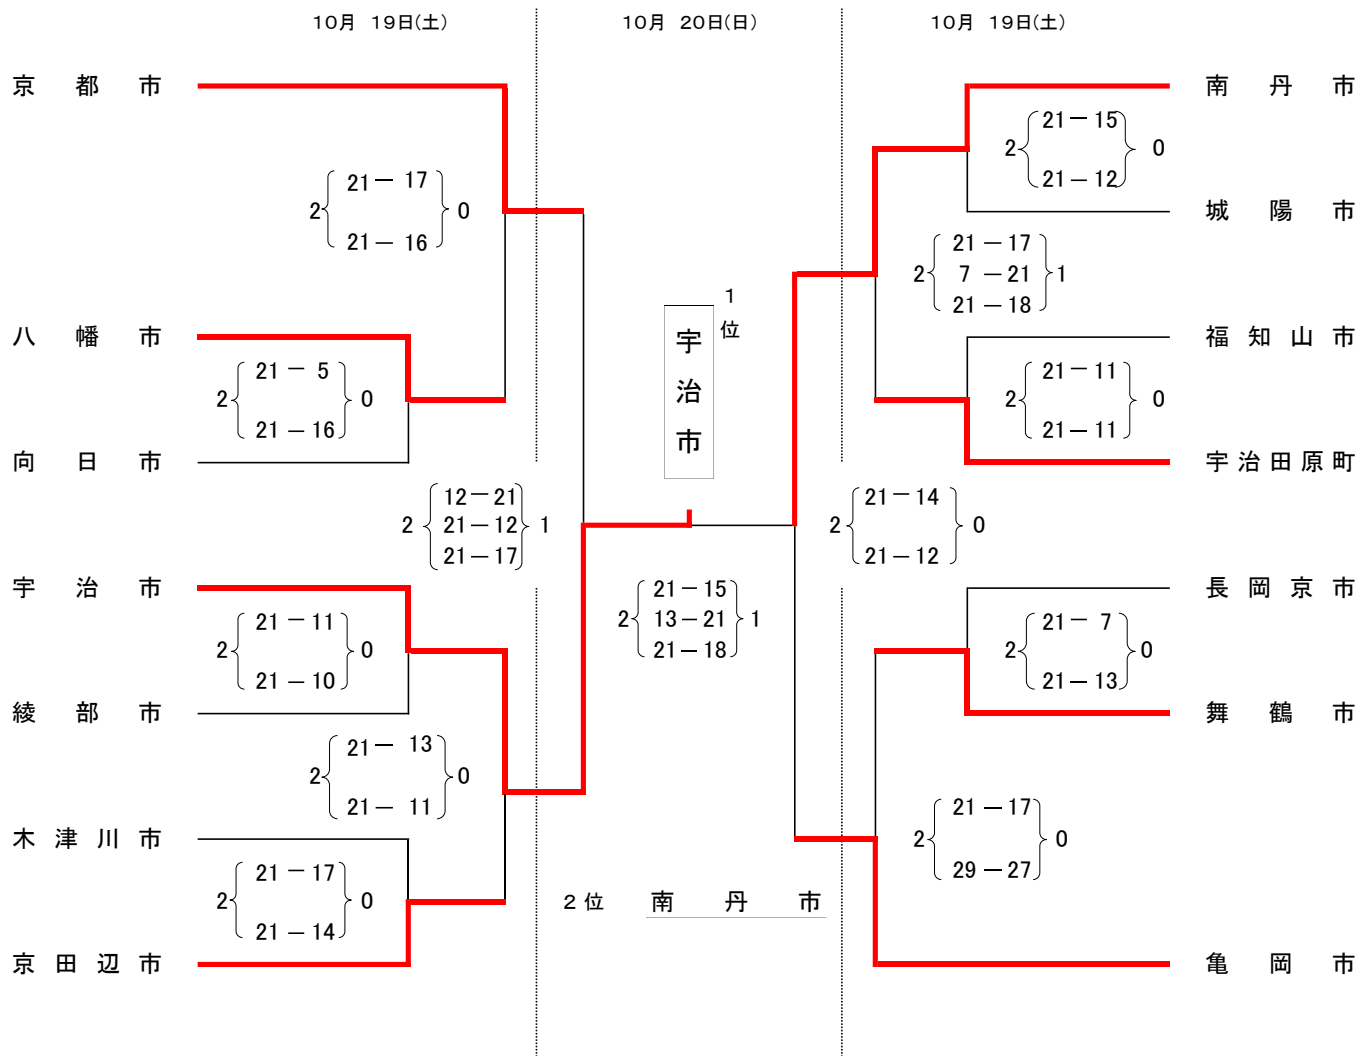 10月 19日(土)
10月 20日(日)
10月 19日(土)
京都市
21－17
2 0
21－16
八幡市
21－5
2 0
21－16
向日市
12－21
2 21－12 1
21－17
宇治市
21－11
2 0
21－10
綾部市
21－13
2 0
21－11
木津川市
21－17
2 0
21－14
京田辺市
1位
宇治市
21－15
2 13－21 1
21－18
2位 南丹市
南丹市
21－15
2 0
21－12
城陽市
21－17
2 7－21 1
21－18
福知山市
21－11
2 0
21－11
宇治田原町
21－14
2 0
21－12
長岡京市
21－7
2 0
21－13
舞鶴市
21－17
2 0
29－27
亀岡市